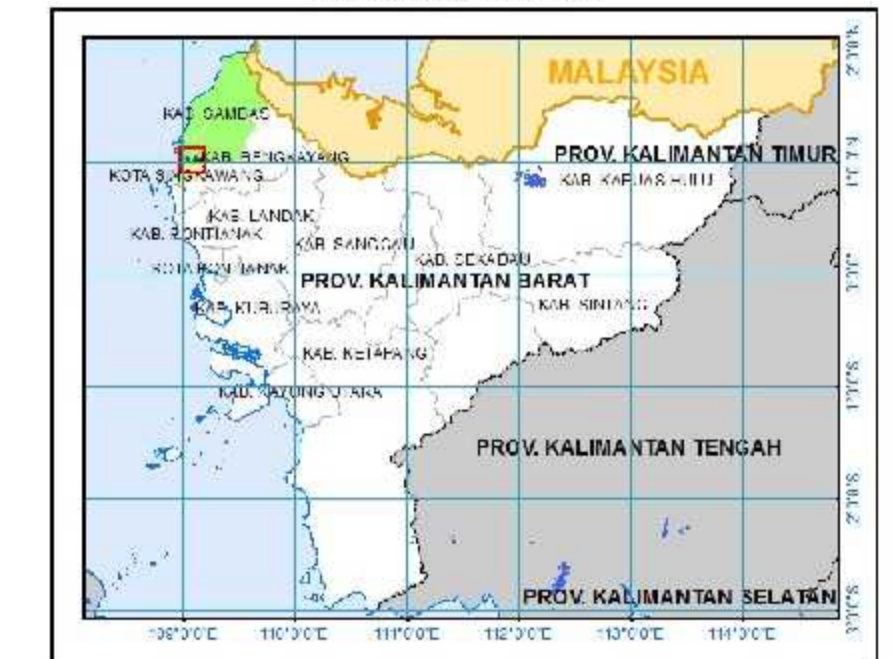 MALAYSIA
KAB. SAMBAS
KAB. BENGKAYANG
PROV. KALIMANTAN TIMUR
KOTA SINGKAWANG
KAB. KAPUAS HULU
KAB. LANDAK
KAB. PONTIANAK
KAB. SANGGAU
KAB. SEKADAU
KOTA PONTIANAK
PROV. KALIMANTAN BARAT
KAB. KUBURAYA
KAB. SINTANG
KAB. KETAPANG
KAB. KAYONG UTARA
PROV. KALIMANTAN TENGAH
PROV. KALIMANTAN SELATAN
109°0'0"E 110°0'0"E 111°0'0"E 112°0'0"E 113°0'0"E 114°0'0"E